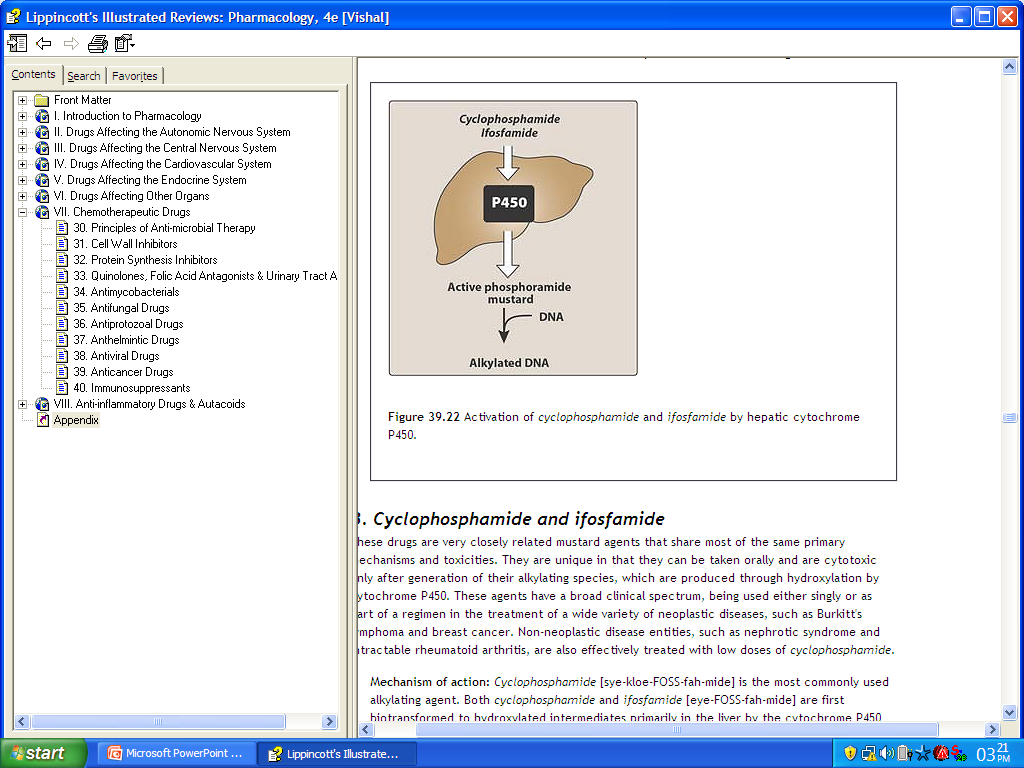 Lippincott's Illustrated Reviews: Pharmacology, 4e [Vishal]
Contents Search Favorites
Front Matter
I. Introduction to Pharmacology
II. Drugs Affecting the Autonomic Nervous System
III. Drugs Affecting the Central Nervous System
IV. Drugs Affecting the Cardiovascular System
V. Drugs Affecting the Endocrine System
VI. Drugs Affecting Other Organs
VII. Chemotherapeutic Drugs
30. Principles of Anti-microbial Therapy
31. Cell Wall Inhibitors
32. Protein Synthesis Inhibitors
33. Quinolones, Folic Acid Antagonists & Urinary Tract A
34. Antimycobacterials
35. Antifungal Drugs
36. Antiprotozoal Drugs
37. Anthelmintic Drugs
38. Antiviral Drugs
39. Anticancer Drugs
40. Immunosuppressants
VIII. Anti-inflammatory Drugs & Autacoids
Appendix
Cyclophosphamide
Ifosfamide
P450
Active phosphoramide
mustard
DNA
Alkylated DNA
Figure 39.22 Activation of cyclophosphamide and ifosfamide by hepatic cytochrome
P450.
. Cyclophosphamide and ifosfamide
hese drugs are very closely related mustard agents that share most of the same primary
echanisms and toxicities. They are unique in that they can be taken orally and are cytotoxic
nly after generation of their alkylating species, which are produced through hydroxylation by
ytochrome P450. These agents have a broad clinical spectrum, being used either singly or as
art of a regimen in the treatment of a wide variety of neoplastic diseases, such as Burkitt's
mphoma and breast cancer. Non-neoplastic disease entities, such as nephrotic syndrome and
tractable rheumatoid arthritis, are also effectively treated with low doses of cyclophosphamide.
Mechanism of action: Cyclophosphamide [sye-kloe-FOSS-fah-mide] is the most commonly used
alkylating agent. Both cyclophosphamide and ifosfamide [eye-FOSS-fah-mide] are first
biotransformed to hydroxylated intermediates primarily in the liver by the cytochrome P450
start
Microsoft PowerPoint ...
Lippincott's Illustrate...
03 21 PM